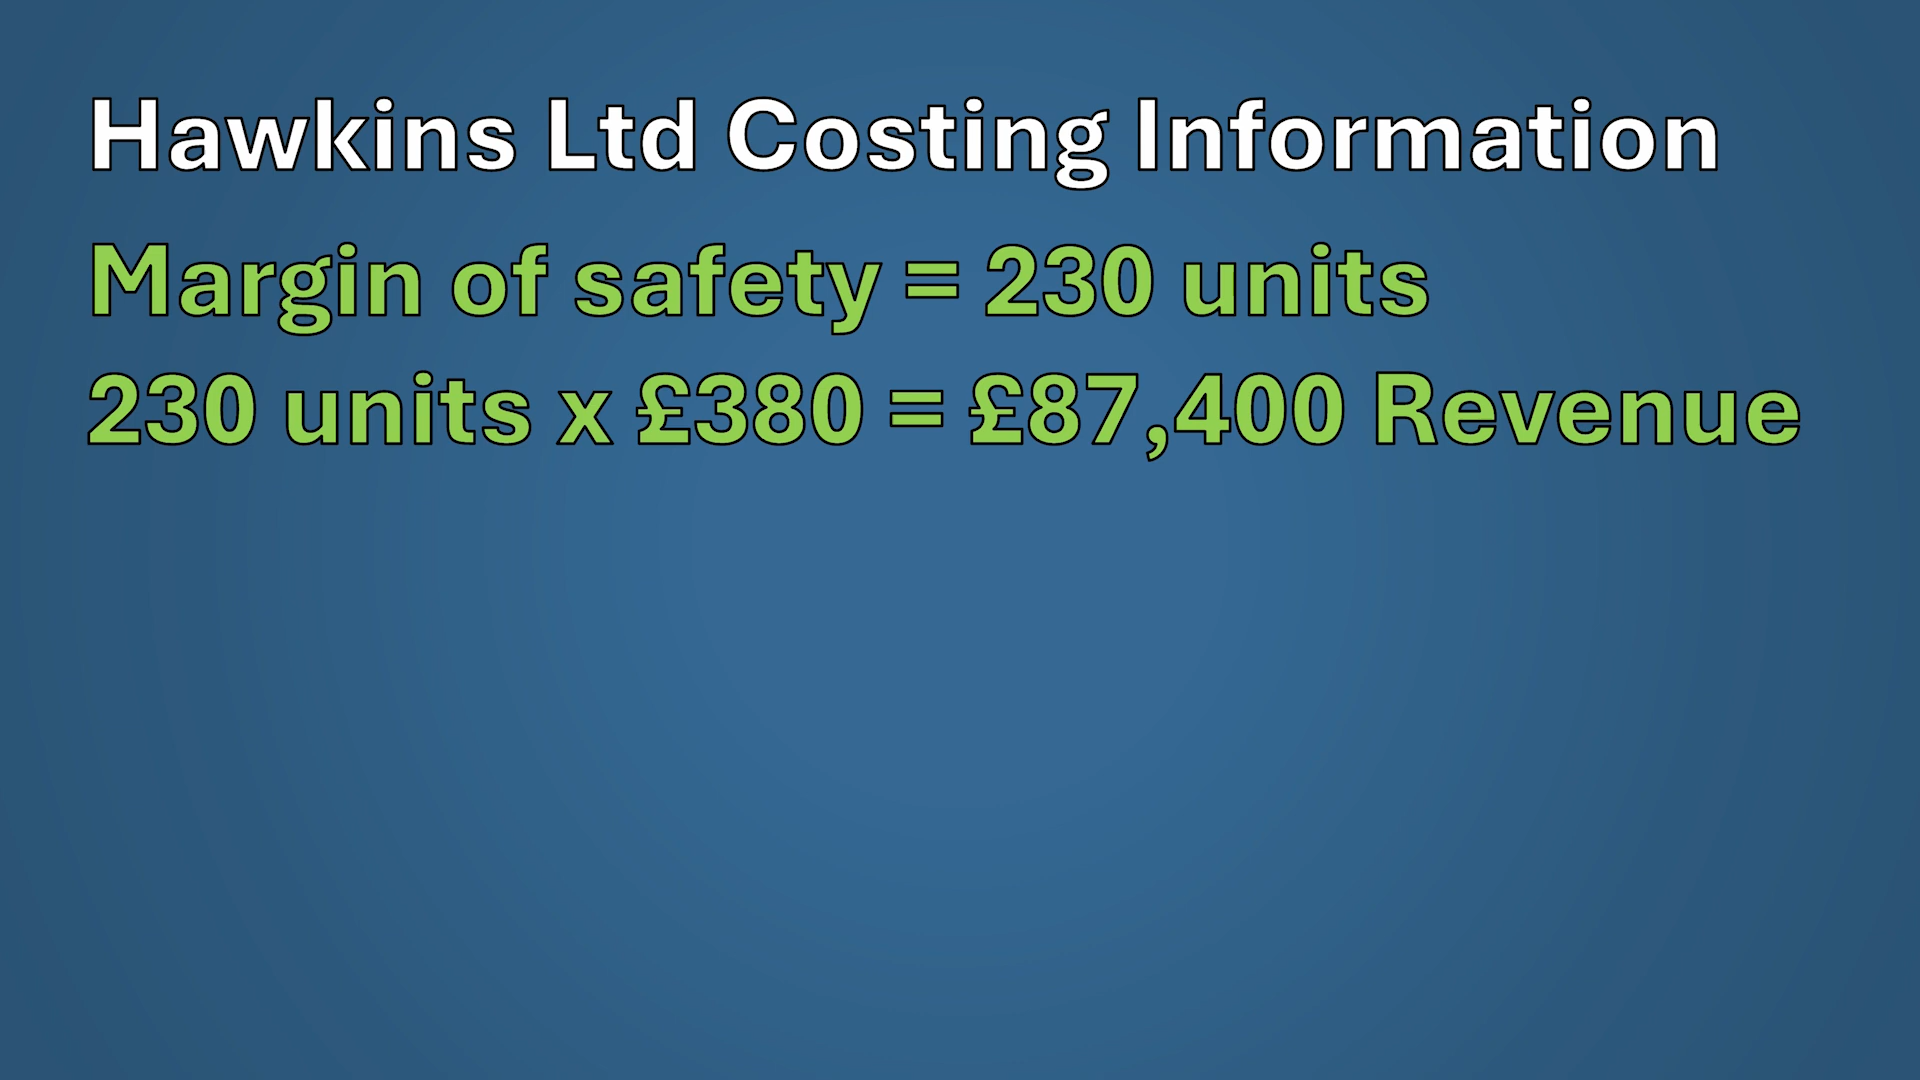 Hawkins Ltd Costing Information
Margin of safety = 230 units
230 units x £380 = £87,400 Revenue